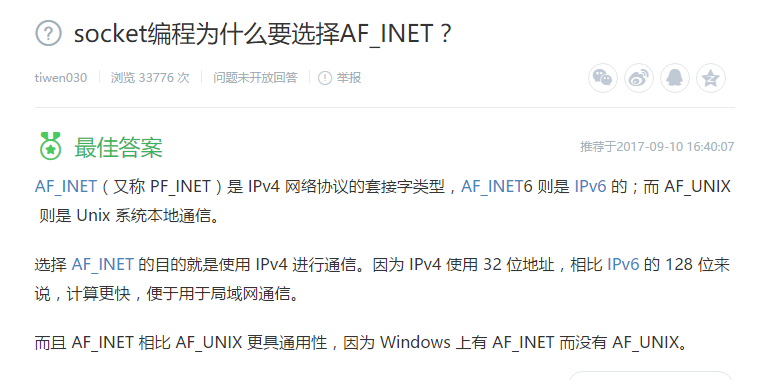 socket编程为什么要选择AF_INET？
tiwen030 浏览 33776 次 问题未开放回答 举报
最佳答案 推荐于2017-09-10 16:40:07
AF_INET（又称 PF_INET）是 IPv4 网络协议的套接字类型，AF_INET6 则是 IPv6 的；而 AF_UNIX
则是 Unix 系统本地通信。
选择 AF_INET 的目的就是使用 IPv4 进行通信。因为 IPv4 使用 32 位地址，相比 IPv6 的 128 位来
说，计算更快，便于用于局域网通信。
而且 AF_INET 相比 AF_UNIX 更具通用性，因为 Windows 上有 AF_INET 而没有 AF_UNIX。